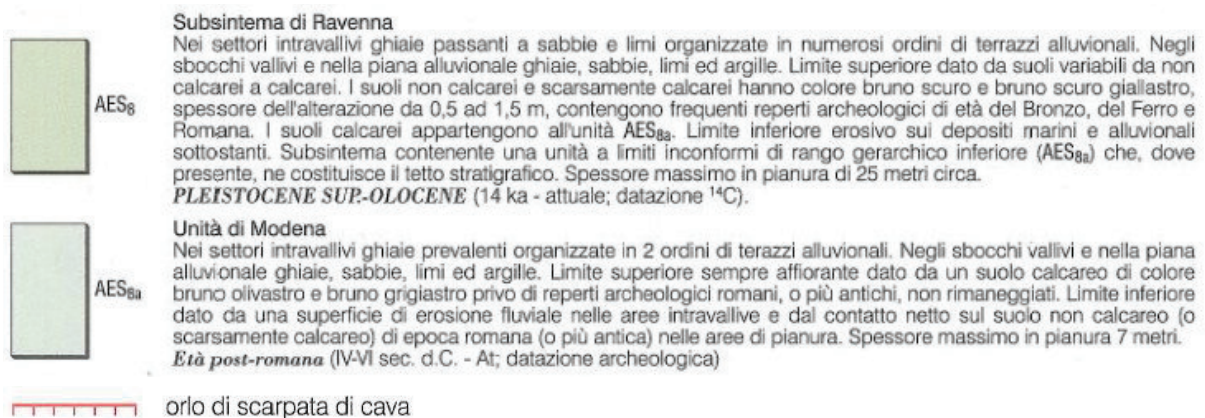 Subsintema di Ravenna
Nei settori intravallivi ghiaie passanti a sabbie e limi organizzate in numerosi ordini di terrazzi alluvionali. Negli
sbocchi vallivi e nella piana alluvionale ghiaie, sabbie, limi ed argille. Limite superiore dato da suoli variabili da non
calcarei a calcarei. I suoli non calcarei e scarsamente calcarei hanno colore bruno scuro e bruno scuro giallastro,
spessore dell'alterazione da 0,5 ad 1,5 m, contengono frequenti reperti archeologici di età del Bronzo, del Ferro e
AES8
Romana. I suoli calcarei appartengono all'unità AES8a. Limite inferiore erosivo sui depositi marini e alluvionali
sottostanti. Subsintema contenente una unità a limiti inconformi di rango gerarchico inferiore (AES8a) che, dove
presente, ne costituisce il tetto stratigrafico. Spessore massimo in pianura di 25 metri circa.
PLEISTOCENE SUP.-OLOCENE (14 ka - attuale; datazione 14C).
Unità di Modena
Nei settori intravallivi ghiaie prevalenti organizzate in 2 ordini di terazzi alluvionali. Negli sbocchi vallivi e nella piana
alluvionale ghiaie, sabbie, limi ed argille. Limite superiore sempre affiorante dato da un suolo calcareo di colore
AES8a
bruno olivastro e bruno grigiastro privo di reperti archeologici romani, o più antichi, non rimaneggiati. Limite inferiore
dato da una superficie di erosione fluviale nelle aree intravallive e dal contatto netto sul suolo non calcareo (o
scarsamente calcareo) di epoca romana (o più antica) nelle aree di pianura. Spessore massimo in pianura 7 metri.
Età post-romana (IV-VI sec. d.C. - At; datazione archeologica)
orlo di scarpata di cava